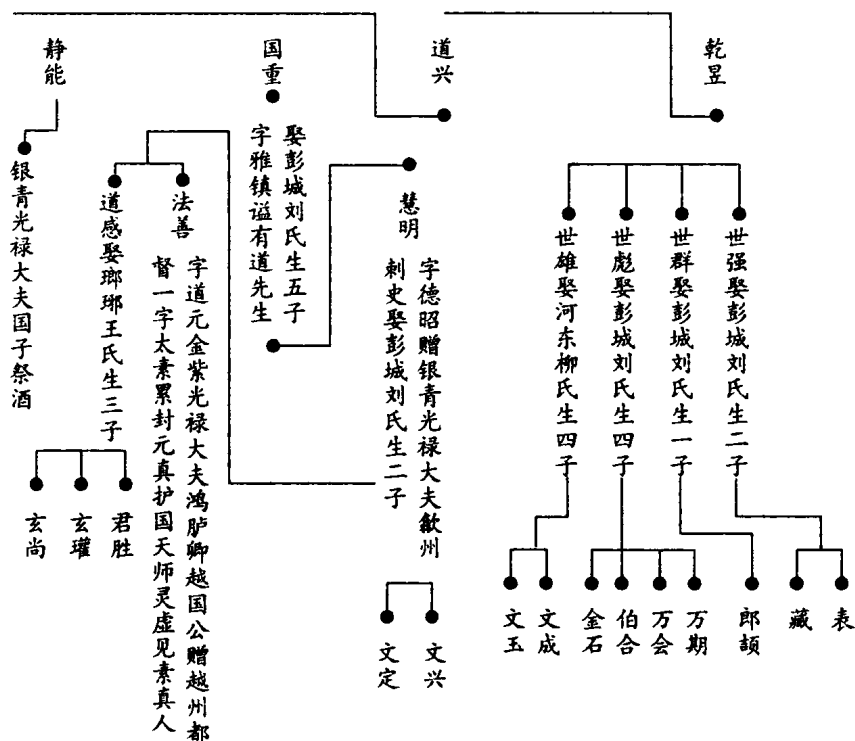 乾昱
世强娶彭城刘氏生二子
表
藏
世群娶彭城刘氏生一子
郎颉
世彪娶彭城刘氏生四子
万期
万会
伯合
金石
世雄娶河东柳氏生四子
文成
文玉
道兴
慧明
字德昭赠银青光禄大夫歙州
刺史娶彭城刘氏生二子
文兴
文定
国重
娶彭城刘氏生五子
字雅镇谥有道先生
法善
字道元金紫光禄大夫鸿胪卿越国公赠越州都
督一字太素累封元真护国天师灵虚见素真人
道感娶瑯琊王氏生三子
君胜
玄瓘
玄尚
静能
银青光禄大夫国子祭酒